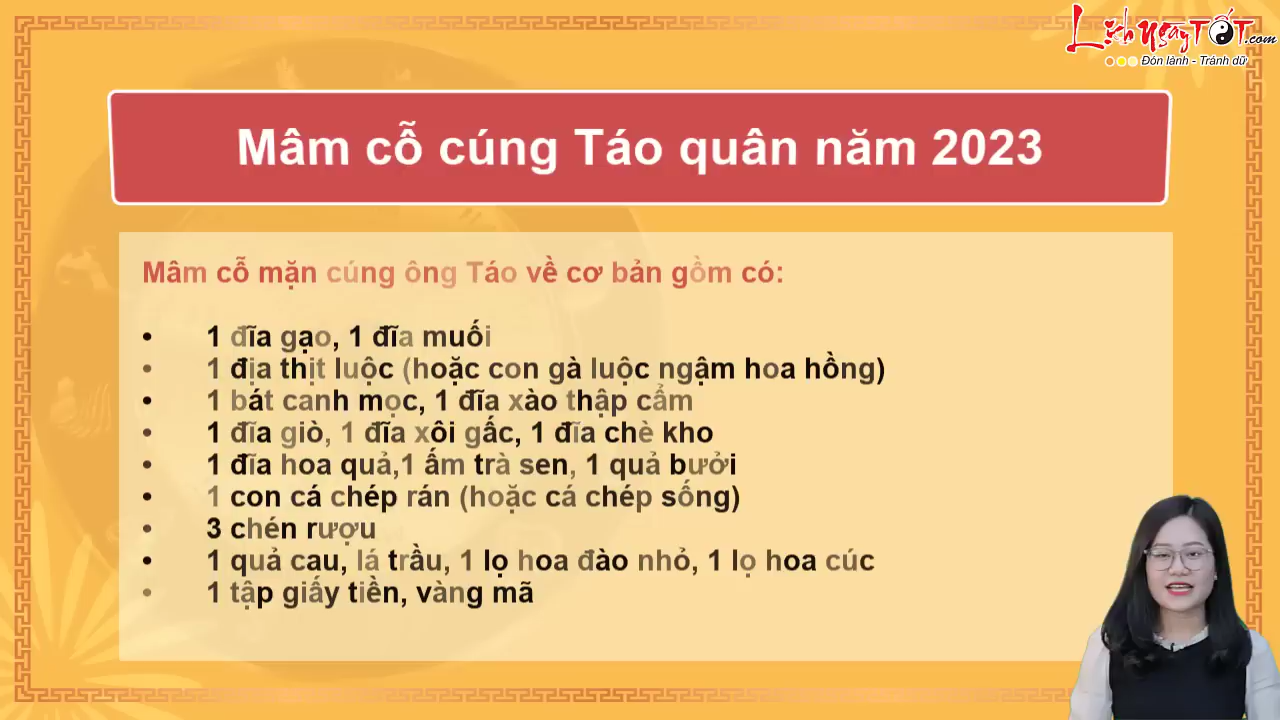 LịchNgàyTỐT.com
Đón lành - Tránh dữ
Mâm cỗ cúng Táo quân năm 2023
Mâm cỗ mặn cúng ông Táo về cơ bản gồm có:
• 1 đĩa gạo, 1 đĩa muối
• 1 địa thịt luộc (hoặc con gà luộc ngậm hoa hồng)
• 1 bát canh mọc, 1 đĩa xào thập cẩm
• 1 đĩa giò, 1 đĩa xôi gấc, 1 đĩa chè kho
• 1 đĩa hoa quả,1 ấm trà sen, 1 quả bưởi
• 1 con cá chép rán (hoặc cá chép sống)
• 3 chén rượu
• 1 quả cau, lá trầu, 1 lọ hoa đào nhỏ, 1 lọ hoa cúc
• 1 tập giấy tiền, vàng mã